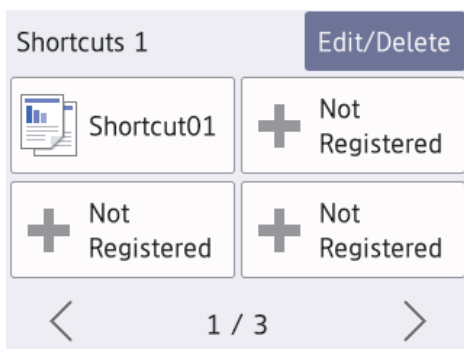 Shortcuts 1
Edit/Delete
Shortcut01
Not
Registered
Not
Registered
Not
Registered
1 / 3